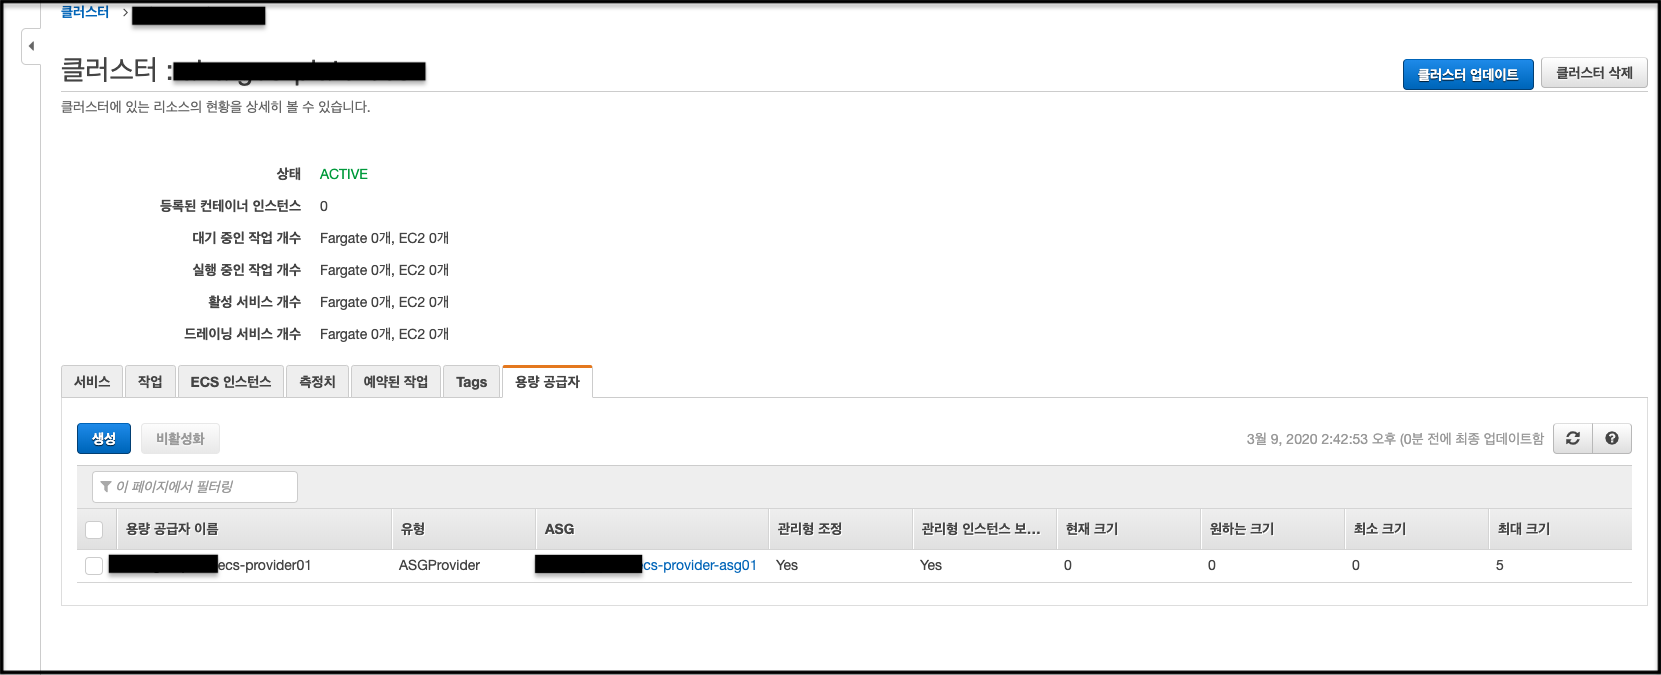 클러스터 >
클러스터 :
클러스터 업데이트 클러스터 삭제
클러스터에 있는 리소스의 현황을 상세히 볼 수 있습니다.
상태 ACTIVE
등록된 컨테이너 인스턴스 0
대기 중인 작업 개수 Fargate 0개, EC2 0개
실행 중인 작업 개수 Fargate 0개, EC2 0개
활성 서비스 개수 Fargate 0개, EC2 0개
드레이닝 서비스 개수 Fargate 0개, EC2 0개
서비스 작업 ECS 인스턴스 측정치 예약된 작업 Tags 용량 공급자
생성 비활성화 3월 9, 2020 2:42:53 오후 (0분 전에 최종 업데이트함
이 페이지에서 필터링
용량 공급자 이름 유형 ASG 관리형 조정 관리형 인스턴스 보... 현재 크기 원하는 크기 최소 크기 최대 크기
ecs-provider01 ASGProvider cs-provider-asg01 Yes Yes 0 0 0 5